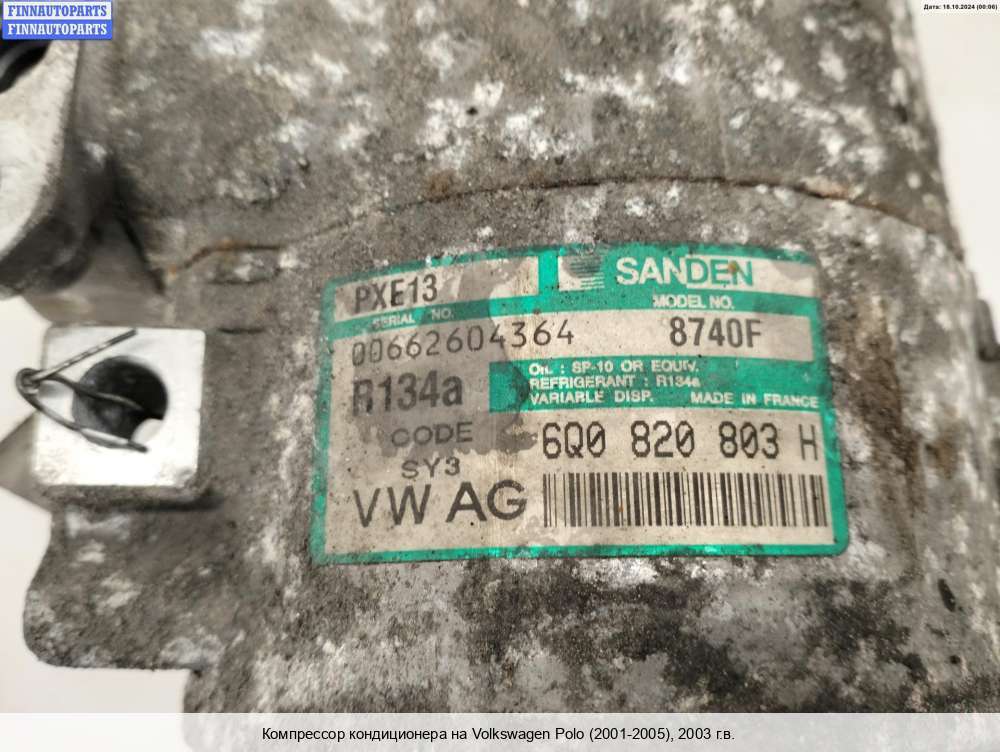 FINNAUTOPARTS
FINNAUTOPARTS
Дата: 18.10.2024 (00:06)
PXE13
SANDEN
SERIAL NO.
MODEL NO.
00662604364
8740F
R134a
OIL : SP-10 OR EQUIV.
REFRIGERANT : R134a
VARIABLE DISP. MADE IN FRANCE
CODE
SY3
6Q0 820 803 H
VW AG
Компрессор кондиционера на Volkswagen Polo (2001-2005), 2003 г.в.